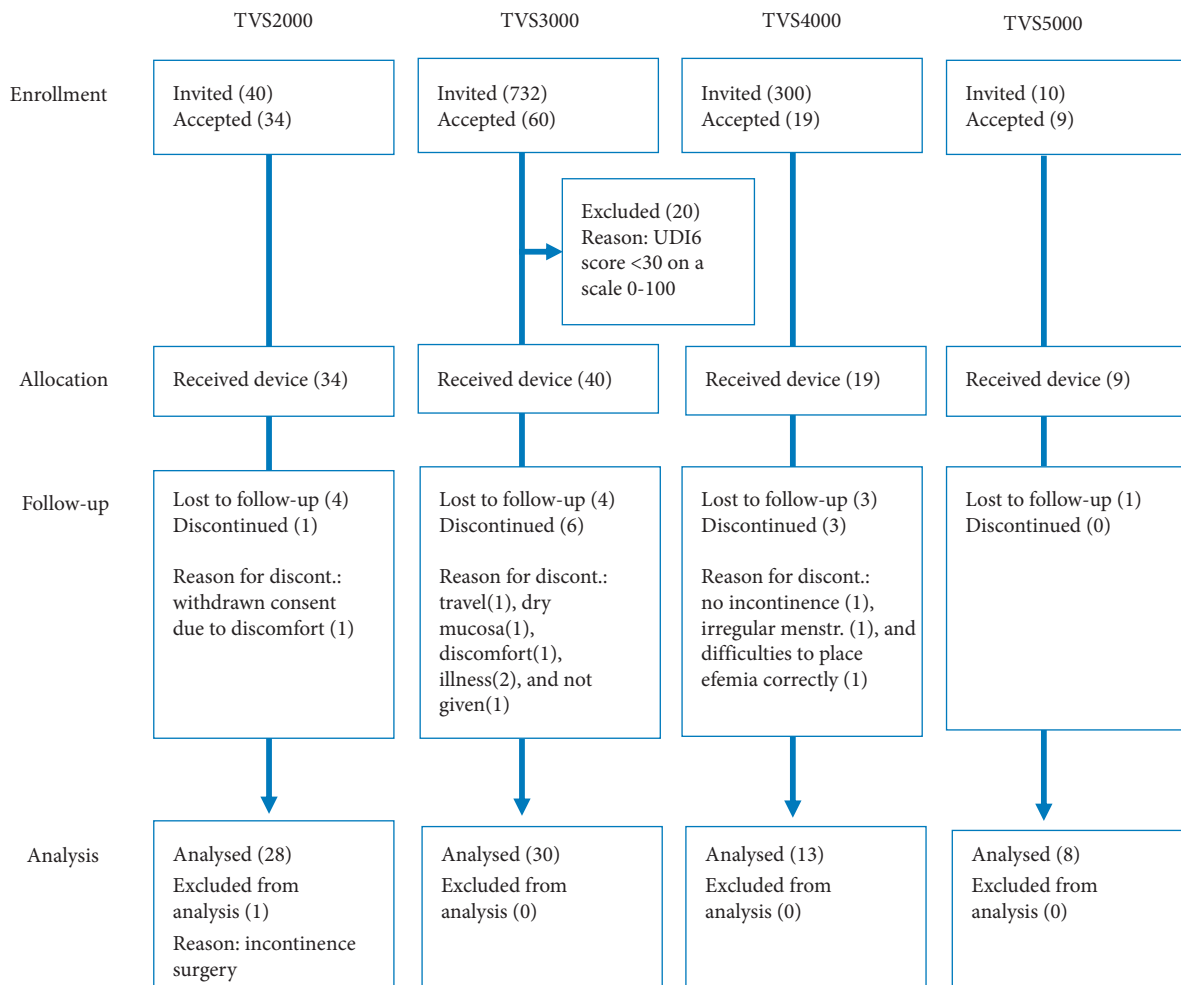 TVS2000
TVS3000
TVS4000
TVS5000
Enrollment
Invited (40)
Accepted (34)
Invited (732)
Accepted (60)
Invited (300)
Accepted (19)
Invited (10)
Accepted (9)
Excluded (20)
Reason: UDI6
score <30 on a
scale 0-100
Allocation
Received device (34)
Received device (40)
Received device (19)
Received device (9)
Follow-up
Lost to follow-up (4)
Discontinued (1)
Reason for discont.:
withdrawn consent
due to discomfort (1)
Lost to follow-up (4)
Discontinued (6)
Reason for discont.:
travel(1), dry
mucosa(1),
discomfort(1),
illness(2), and not
given(1)
Lost to follow-up (3)
Discontinued (3)
Reason for discont.:
no incontinence (1),
irregular menstr. (1), and
difficulties to place
efemia correctly (1)
Lost to follow-up (1)
Discontinued (0)
Analysis
Analysed (28)
Excluded from
analysis (1)
Reason: incontinence
surgery
Analysed (30)
Excluded from
analysis (0)
Analysed (13)
Excluded from
analysis (0)
Analysed (8)
Excluded from
analysis (0)